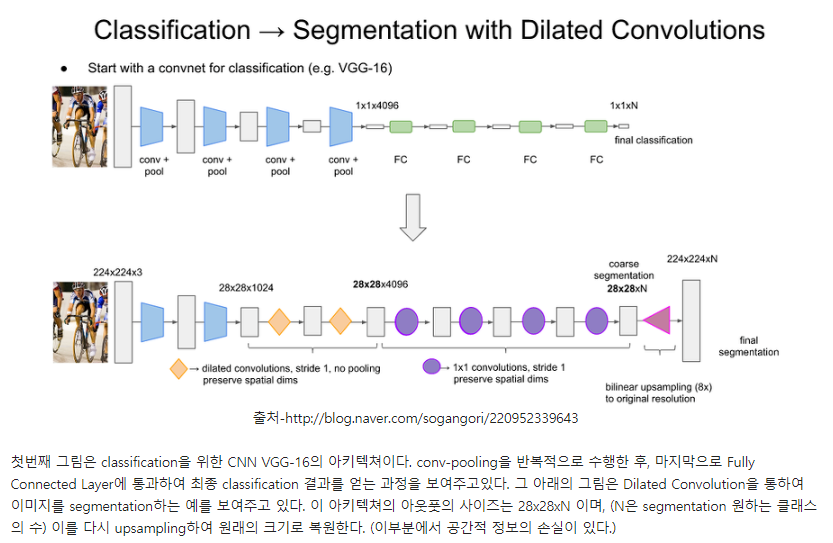 Classification → Segmentation with Dilated Convolutions
● Start with a convnet for classification (e.g. VGG-16)
1x1x4096
1x1xN
final classification
conv + pool
conv + pool
conv + pool
conv + pool
FC
FC
FC
FC
224x224x3
28x28x1024
28x28x4096
coarse
segmentation
28x28xN
224x224xN
final
segmentation
→ dilated convolutions, stride 1, no pooling
preserve spatial dims
→ 1x1 convolutions, stride 1
preserve spatial dims
bilinear upsampling (8x)
to original resolution
출처-http://blog.naver.com/sogangori/220952339643
첫번째 그림은 classification을 위한 CNN VGG-16의 아키텍쳐이다. conv-pooling을 반복적으로 수행한 후, 마지막으로 Fully
Connected Layer에 통과하여 최종 classification 결과를 얻는 과정을 보여주고있다. 그 아래의 그림은 Dilated Convolution을 통하여
이미지를 segmentation하는 예를 보여주고 있다. 이 아키텍쳐의 아웃풋의 사이즈는 28x28xN 이며, (N은 segmentation 원하는 클래스
의 수) 이를 다시 upsampling하여 원래의 크기로 복원한다. (이부분에서 공간적 정보의 손실이 있다.)